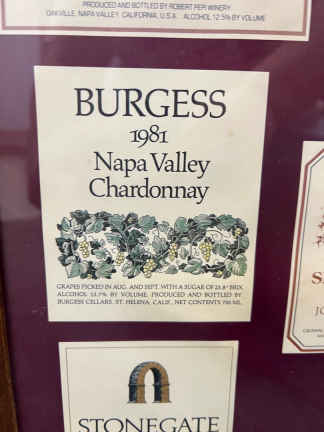 PRODUCED AND BOTTLED BY ROBERT PEPI WINERY
OAKVILLE, NAPA VALLEY, CALIFORNIA, U.S.A. ALCOHOL 12.5% BY VOLUME
BURGESS
1981
Napa Valley
Chardonnay
GRAPES PICKED IN AUG. AND SEPT. WITH A SUGAR OF 23.8° BRIX.
ALCOHOL 13.7% BY VOLUME. PRODUCED AND BOTTLED BY
BURGESS CELLARS, ST. HELENA, CALIF., NET CONTENTS 750 ML.
STONEGATE